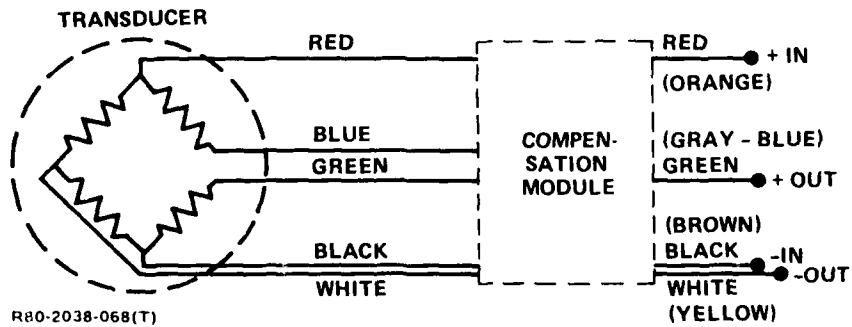 TRANSDUCER
RED
RED
+ IN
(ORANGE)
BLUE
GREEN
COMPEN-
SATION
MODULE
(GRAY - BLUE)
GREEN
+ OUT
(BROWN)
BLACK
BLACK
-IN
WHITE
WHITE
-OUT
(YELLOW)
R80-2038-068(T)